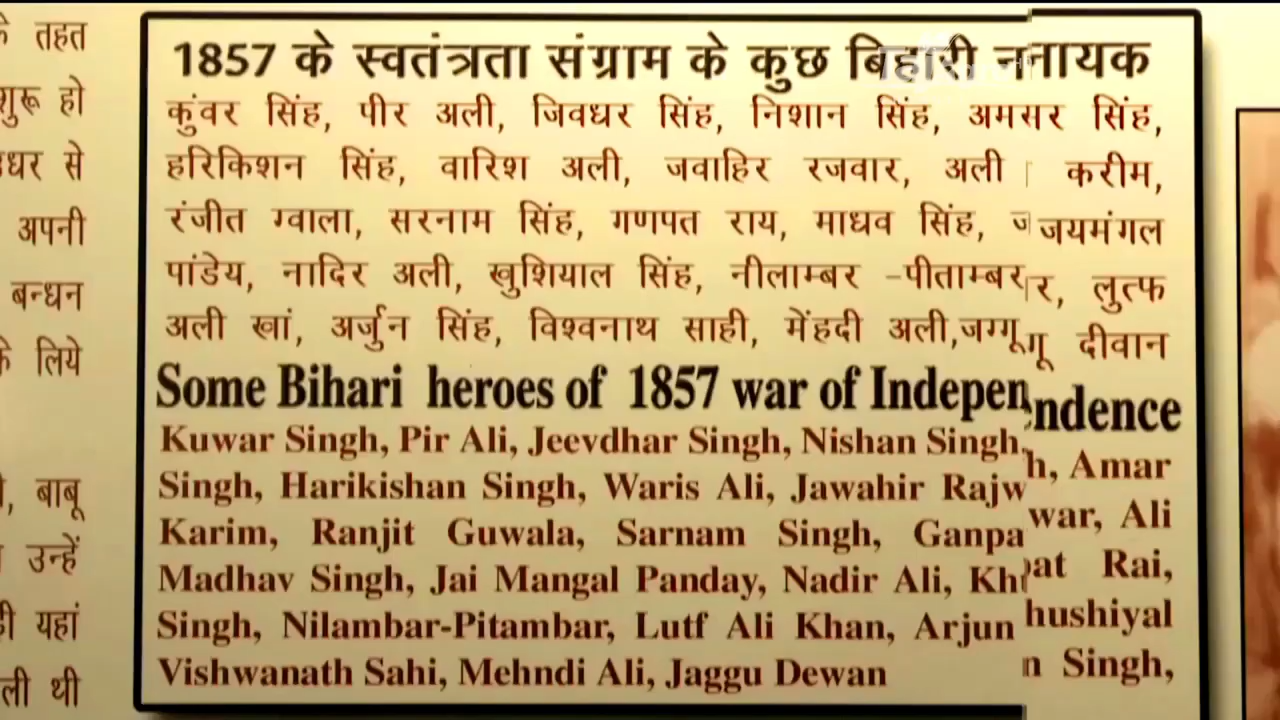 तहत
शुरू हो
से
अपनी
बन्धन
के लिये
बाबू
उन्हें
यहां
थी
1857 के स्वतंत्रता संग्राम के कुछ बिहारी नायक
कुंवर सिंह, पीर अली, जिवधर सिंह, निशान सिंह, अमर सिंह,
हरिकिशन सिंह, वारिश अली, जवाहिर रजवार, अली करीम,
रंजीत ग्वाला, सरनाम सिंह, गणपत राय, माधव सिंह, जयमंगल
पांडेय, नादिर अली, खुशियाल सिंह, नीलाम्बर -पीताम्बर, लुत्फ
अली खां, अर्जुन सिंह, विश्वनाथ साही, मेंहदी अली,जग्गू दीवान
Some Bihari heroes of 1857 war of Independence
Kuwar Singh, Pir Ali, Jeevdhar Singh, Nishan Singh, Amar
Singh, Harikishan Singh, Waris Ali, Jawahir Rajwar, Ali
Karim, Ranjit Guwala, Sarnam Singh, Ganpat Rai,
Madhav Singh, Jai Mangal Panday, Nadir Ali, Khushiyal
Singh, Nilambar-Pitambar, Lutf Ali Khan, Arjun Singh,
Vishwanath Sahi, Mehndi Ali, Jaggu Dewan